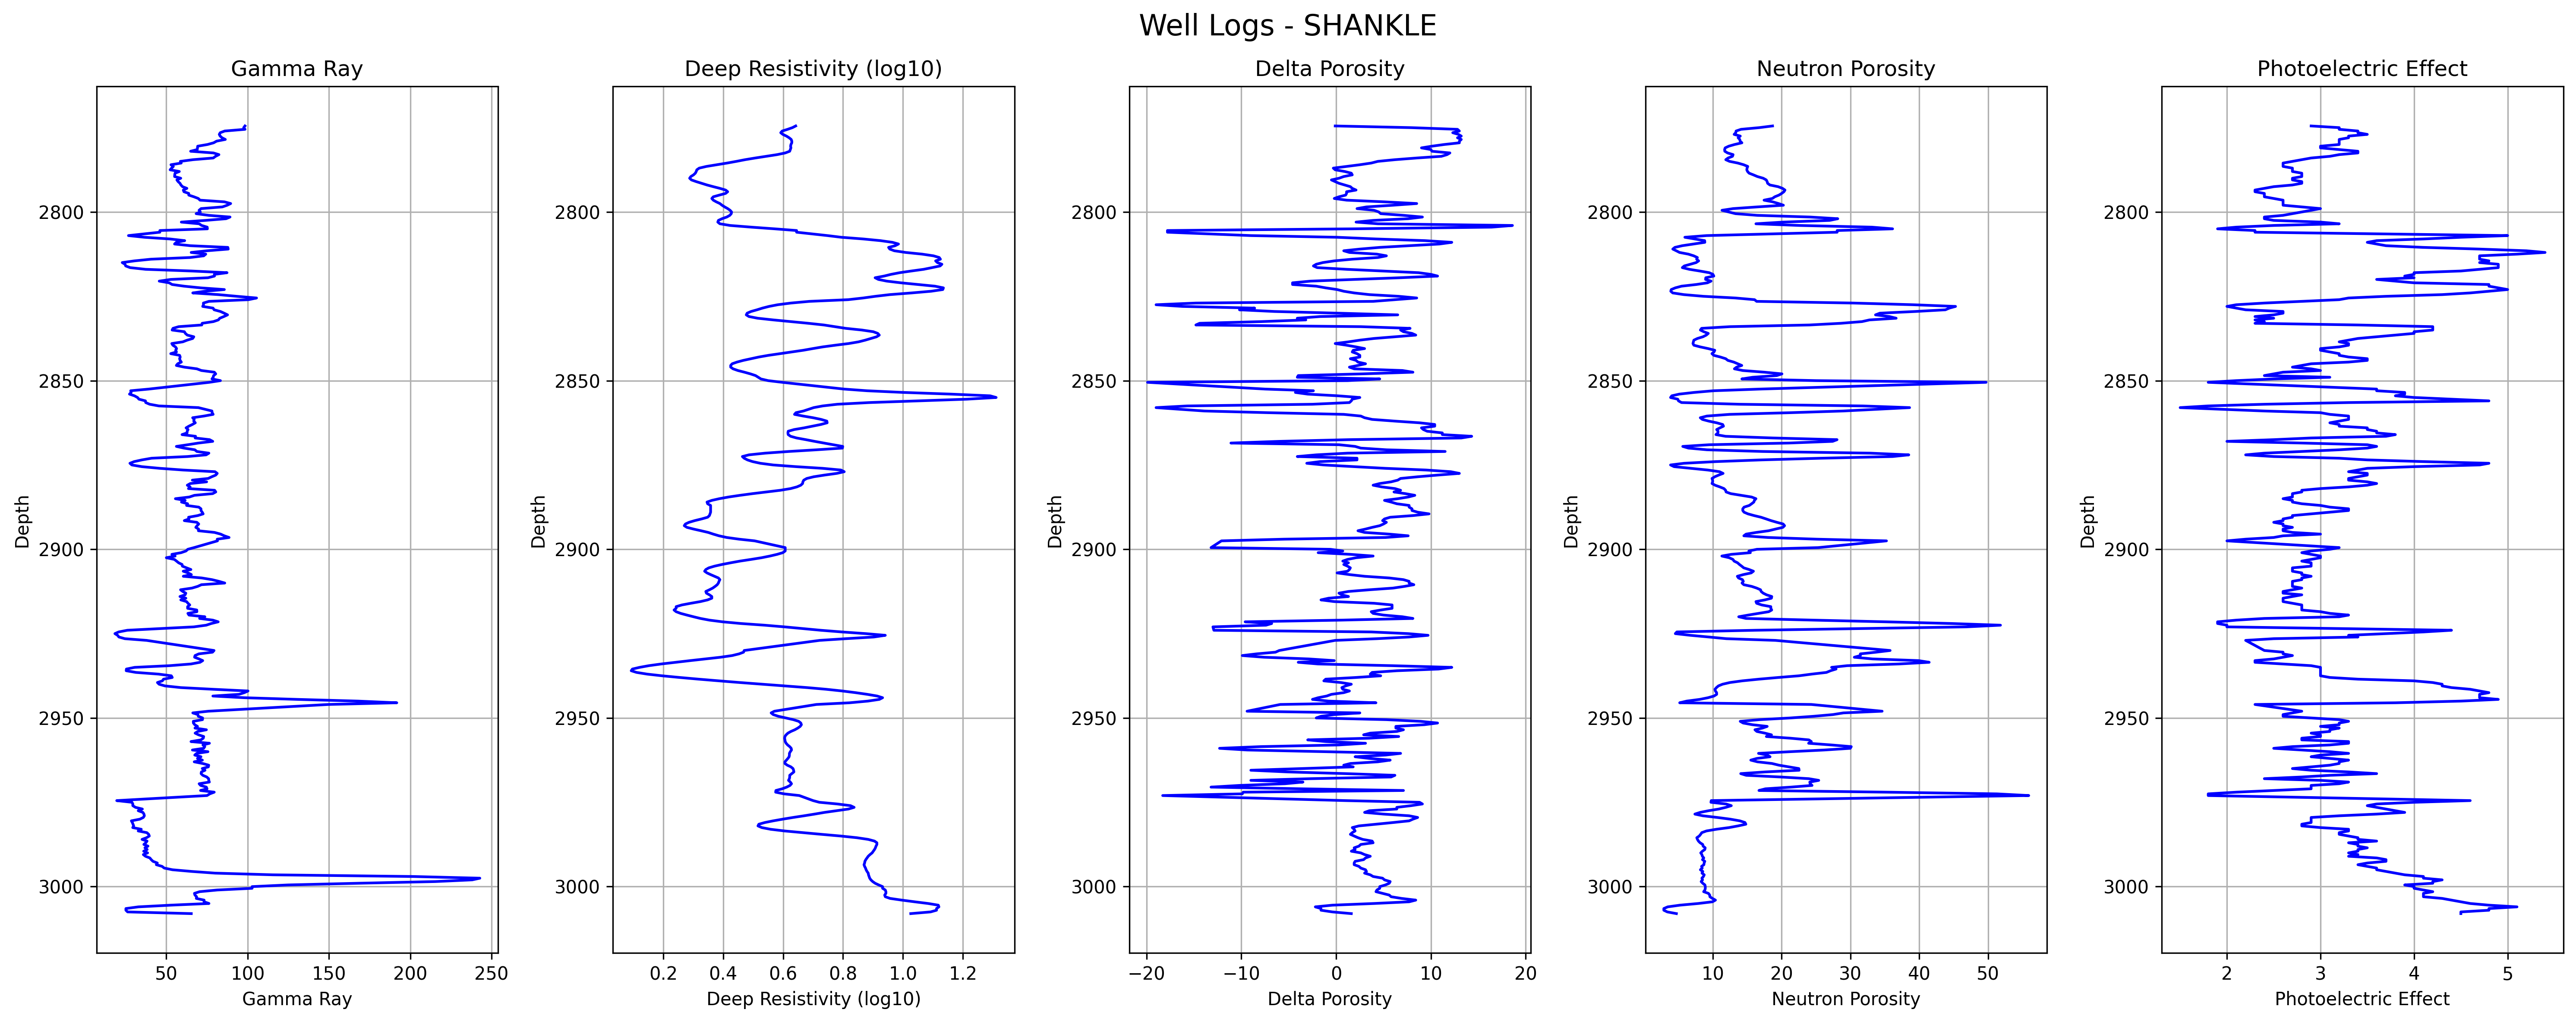 Well Logs - SHANKLE
Gamma Ray
Deep Resistivity (log10)
Delta Porosity
Neutron Porosity
Photoelectric Effect
Depth
2800
2850
2900
2950
3000
50 100 150 200 250
Gamma Ray
Depth
2800
2850
2900
2950
3000
0.2 0.4 0.6 0.8 1.0 1.2
Deep Resistivity (log10)
Depth
2800
2850
2900
2950
3000
−20 −10 0 10 20
Delta Porosity
Depth
2800
2850
2900
2950
3000
10 20 30 40 50
Neutron Porosity
Depth
2800
2850
2900
2950
3000
2 3 4 5
Photoelectric Effect